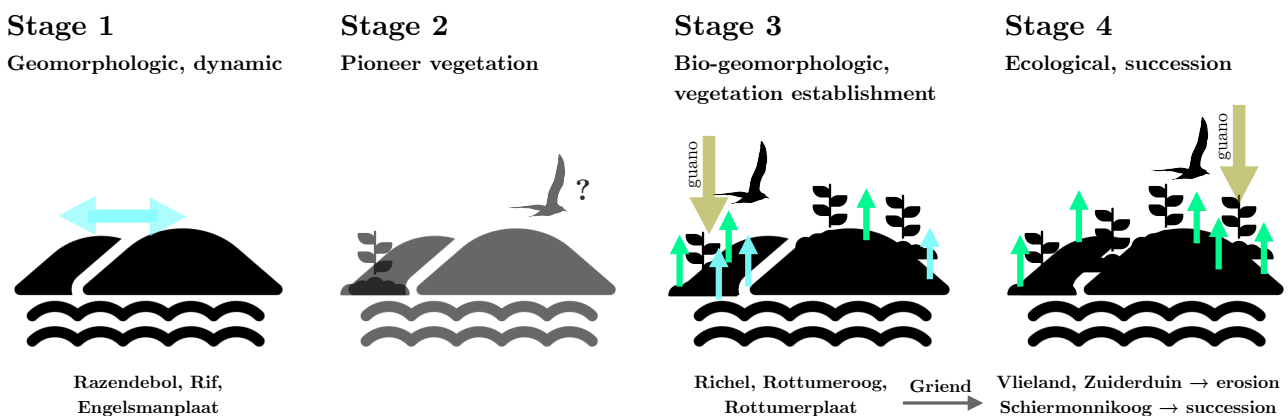 Stage 1
Geomorphologic, dynamic
Razendebol, Rif,
Engelsmanplaat
Stage 2
Pioneer vegetation
?
Stage 3
Bio-geomorphologic,
vegetation establishment
guano
Richel, Rottumeroog,
Rottumerplaat
Griend
Stage 4
Ecological, succession
guano
Vlieland, Zuiderduin → erosion
Schiermonnikoog → succession